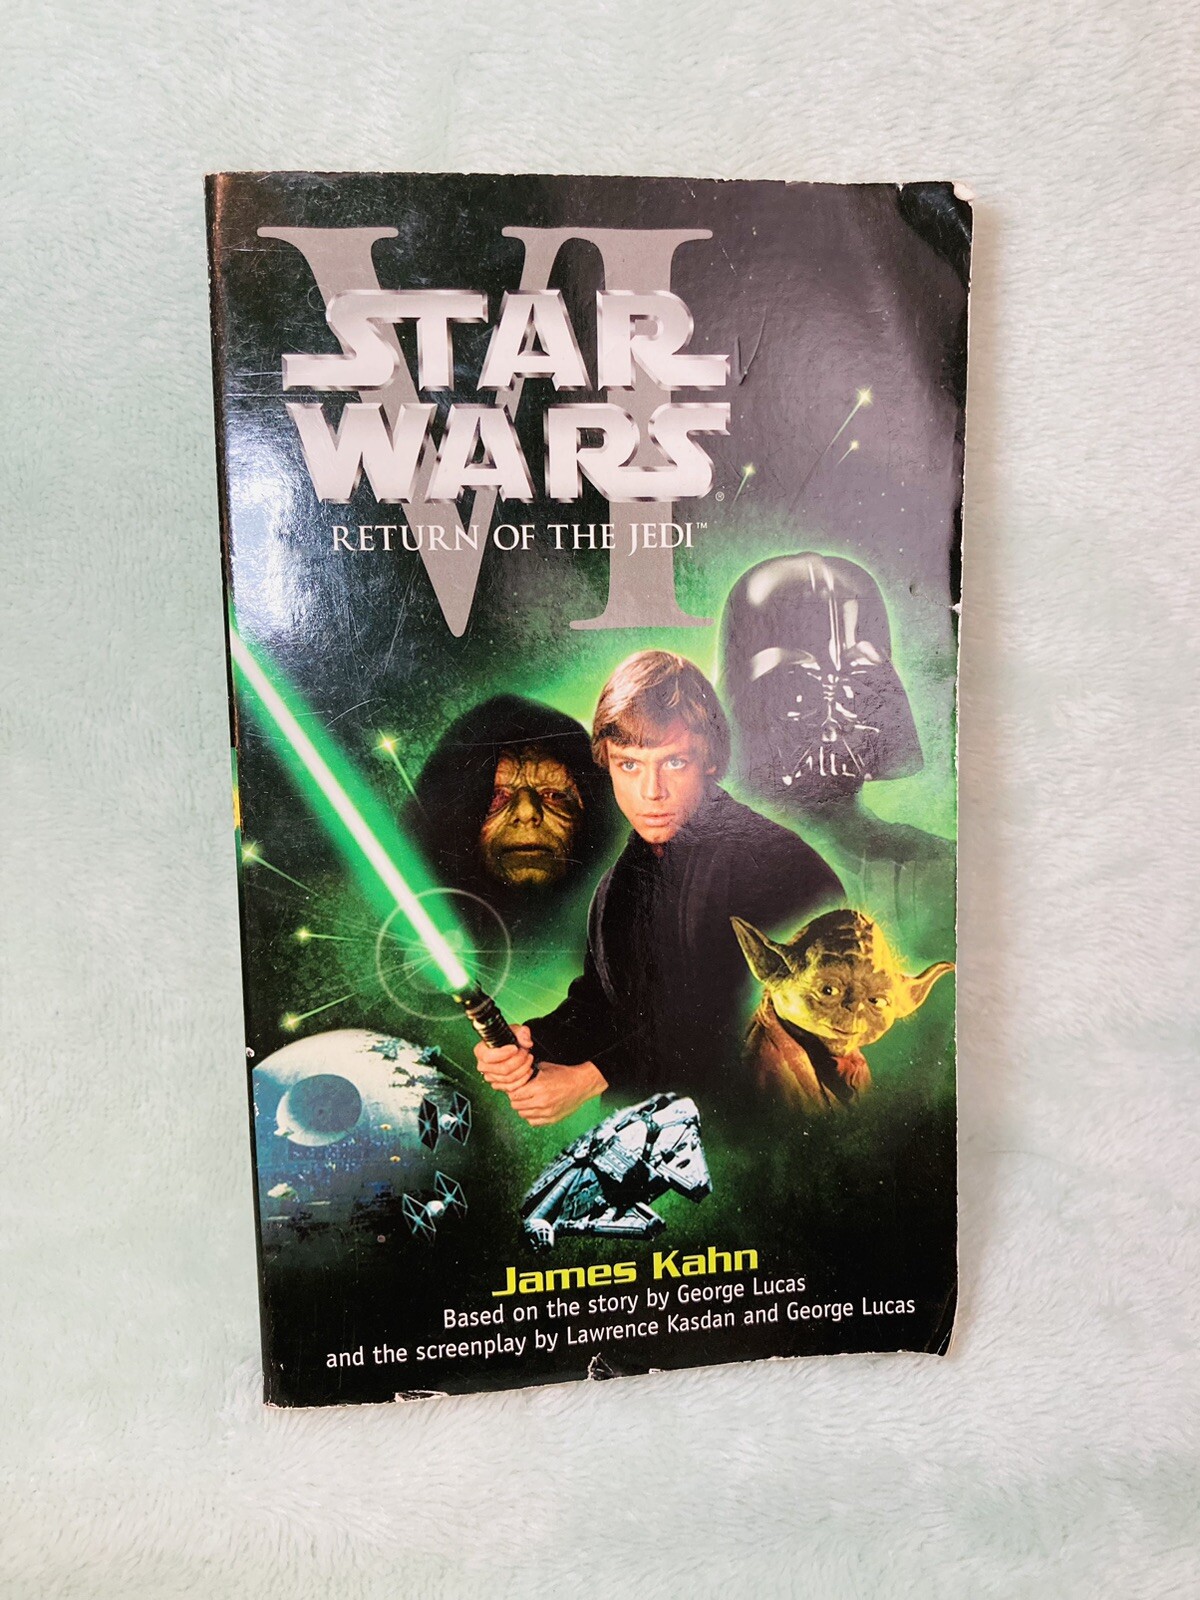 VI
STAR
WARS®
RETURN OF THE JEDI™
James Kahn
Based on the story by George Lucas
and the screenplay by Lawrence Kasdan and George Lucas